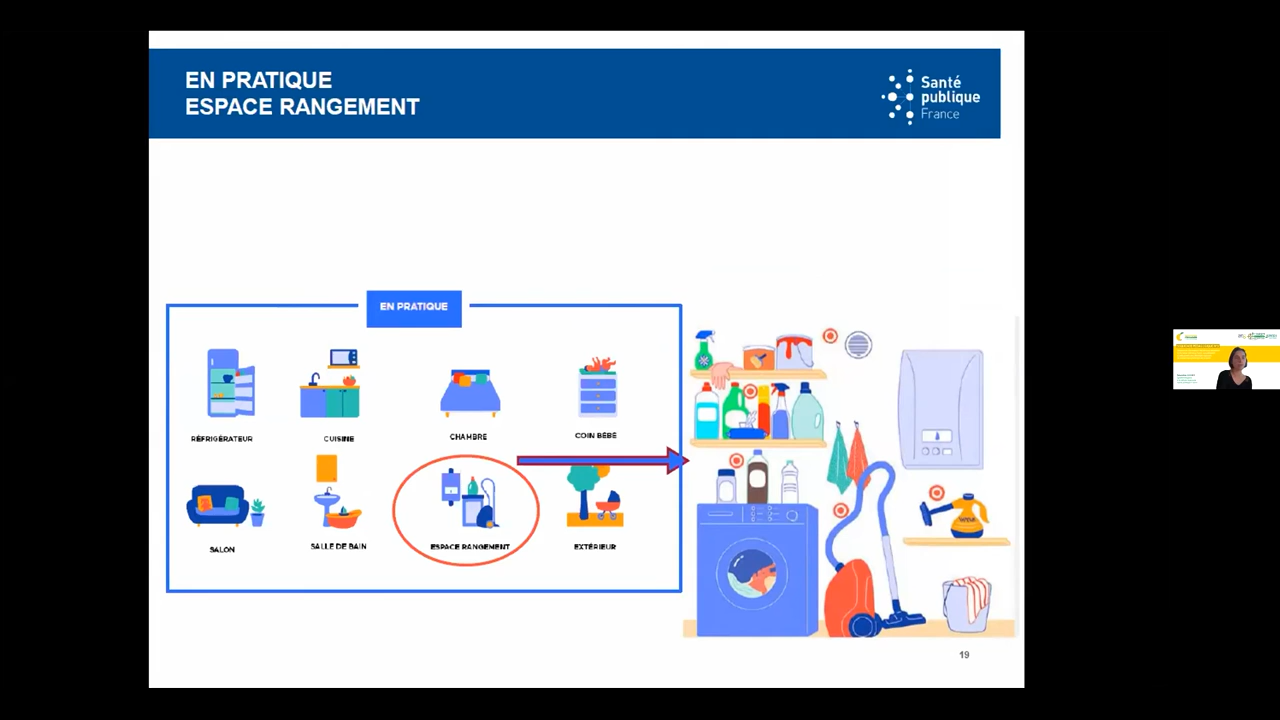 EN PRATIQUE
ESPACE RANGEMENT
Santé
publique
France
EN PRATIQUE
RÉFRIGÉRATEUR
CUISINE
CHAMBRE
COIN BÉBÉ
SALON
SALLE DE BAIN
ESPACE RANGEMENT
EXTÉRIEUR
19